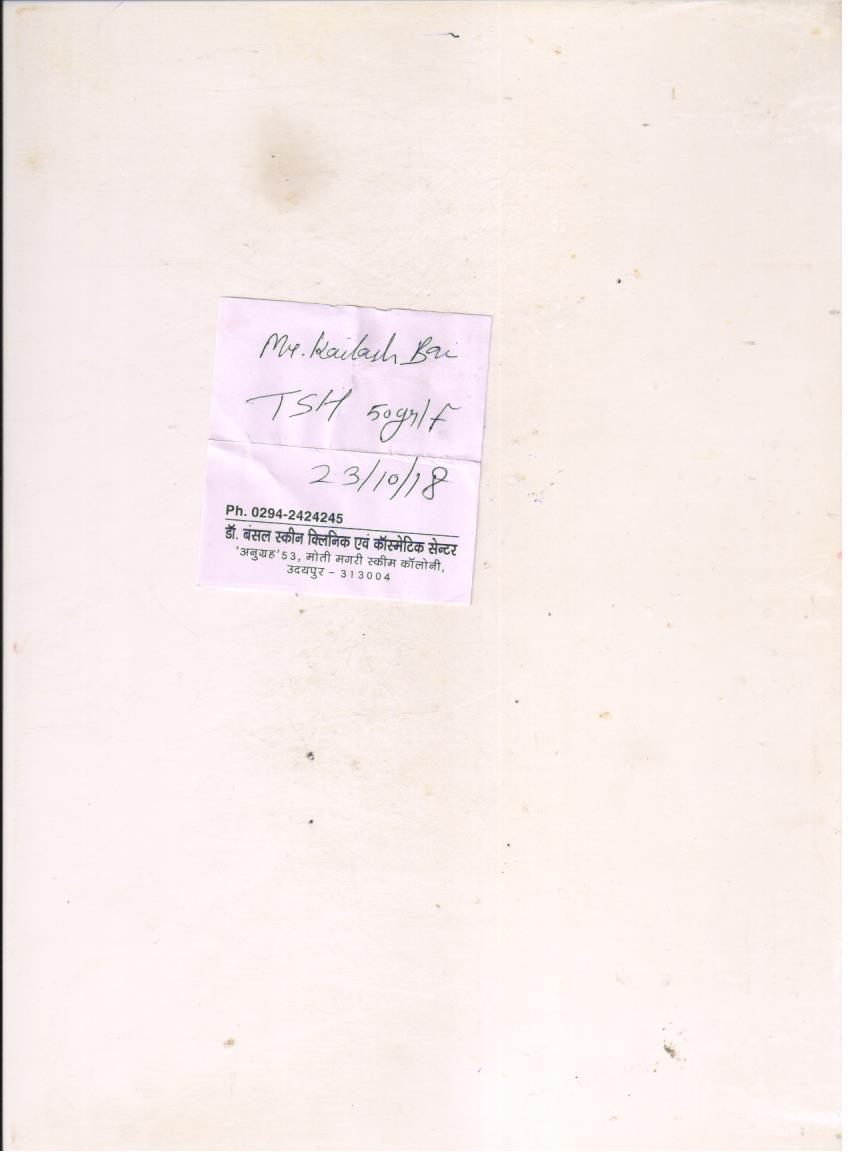 Mr. Kailash Bai
TSH 50yr/F
23/10/18
Ph. 0294-2424245
डॉ. बंसल स्कीन क्लिनिक एवं कॉस्मेटिक सेन्टर
'अनुग्रह' 53, मोती मगरी स्कीम कॉलोनी,
उदयपुर - 313004